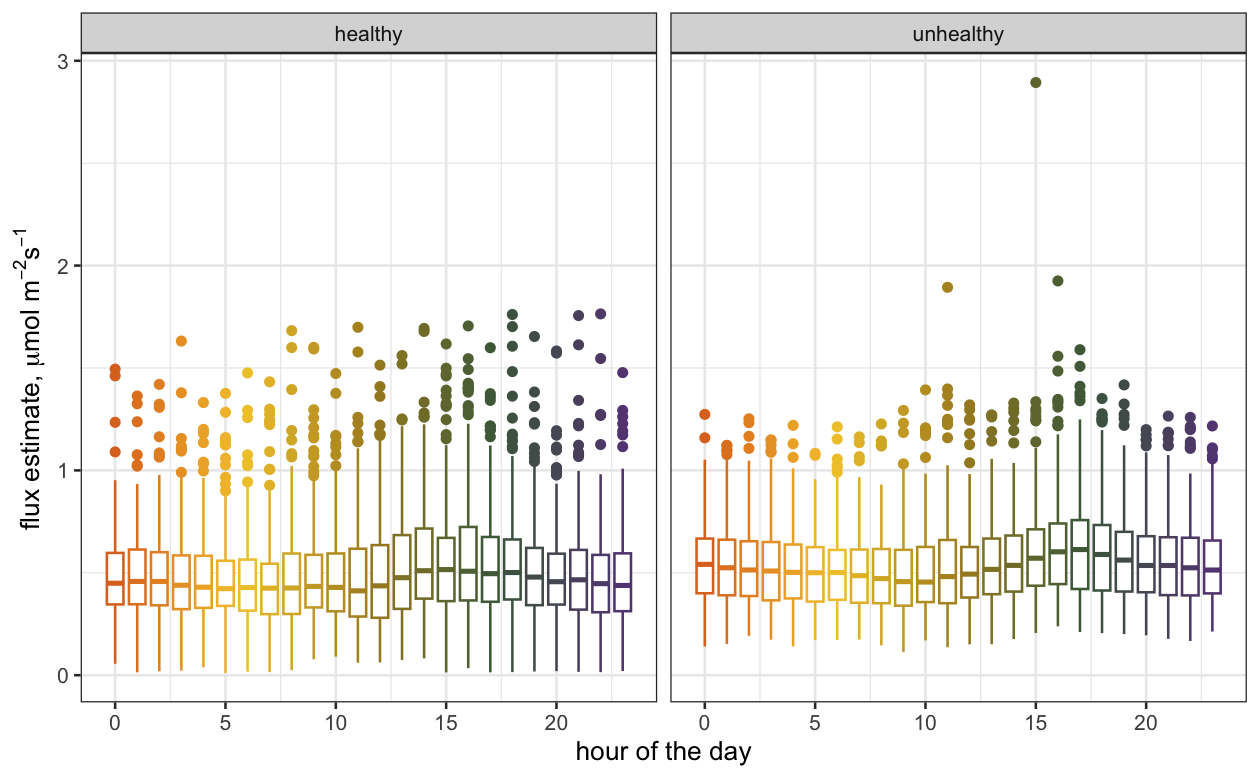 healthy
unhealthy
flux estimate, μmol m⁻²s⁻¹
3
2
1
0
0 5 10 15 20
0 5 10 15 20
hour of the day